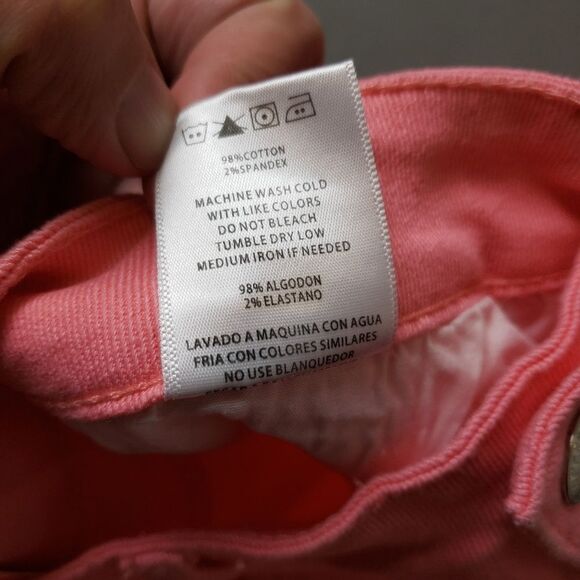 98%COTTON
2%SPANDEX
MACHINE WASH COLD
WITH LIKE COLORS
DO NOT BLEACH
TUMBLE DRY LOW
MEDIUM IRON IF NEEDED
98% ALGODON
2% ELASTANO
LAVADO A MAQUINA CON AGUA
FRIA CON COLORES SIMILARES
NO USE BLANQUEDOR